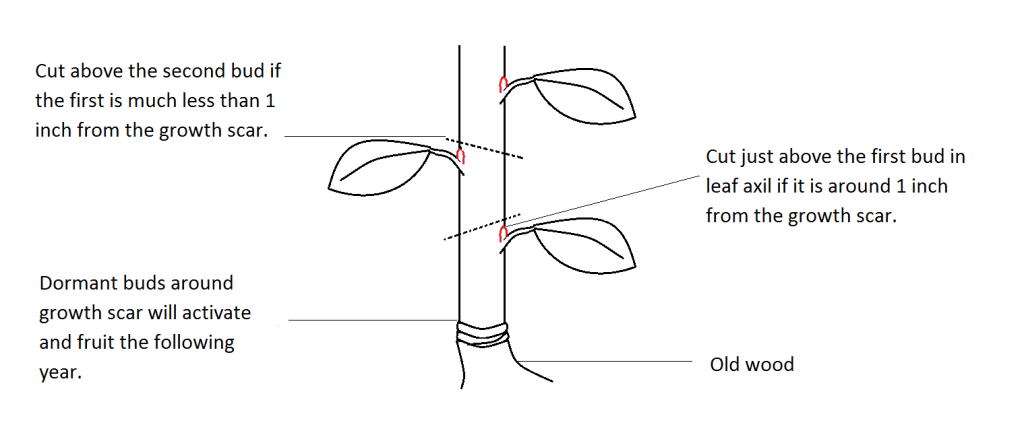 Cut above the second bud if
the first is much less than 1
inch from the growth scar.
Cut just above the first bud in
leaf axil if it is around 1 inch
from the growth scar.
Dormant buds around
growth scar will activate
and fruit the following
year.
Old wood